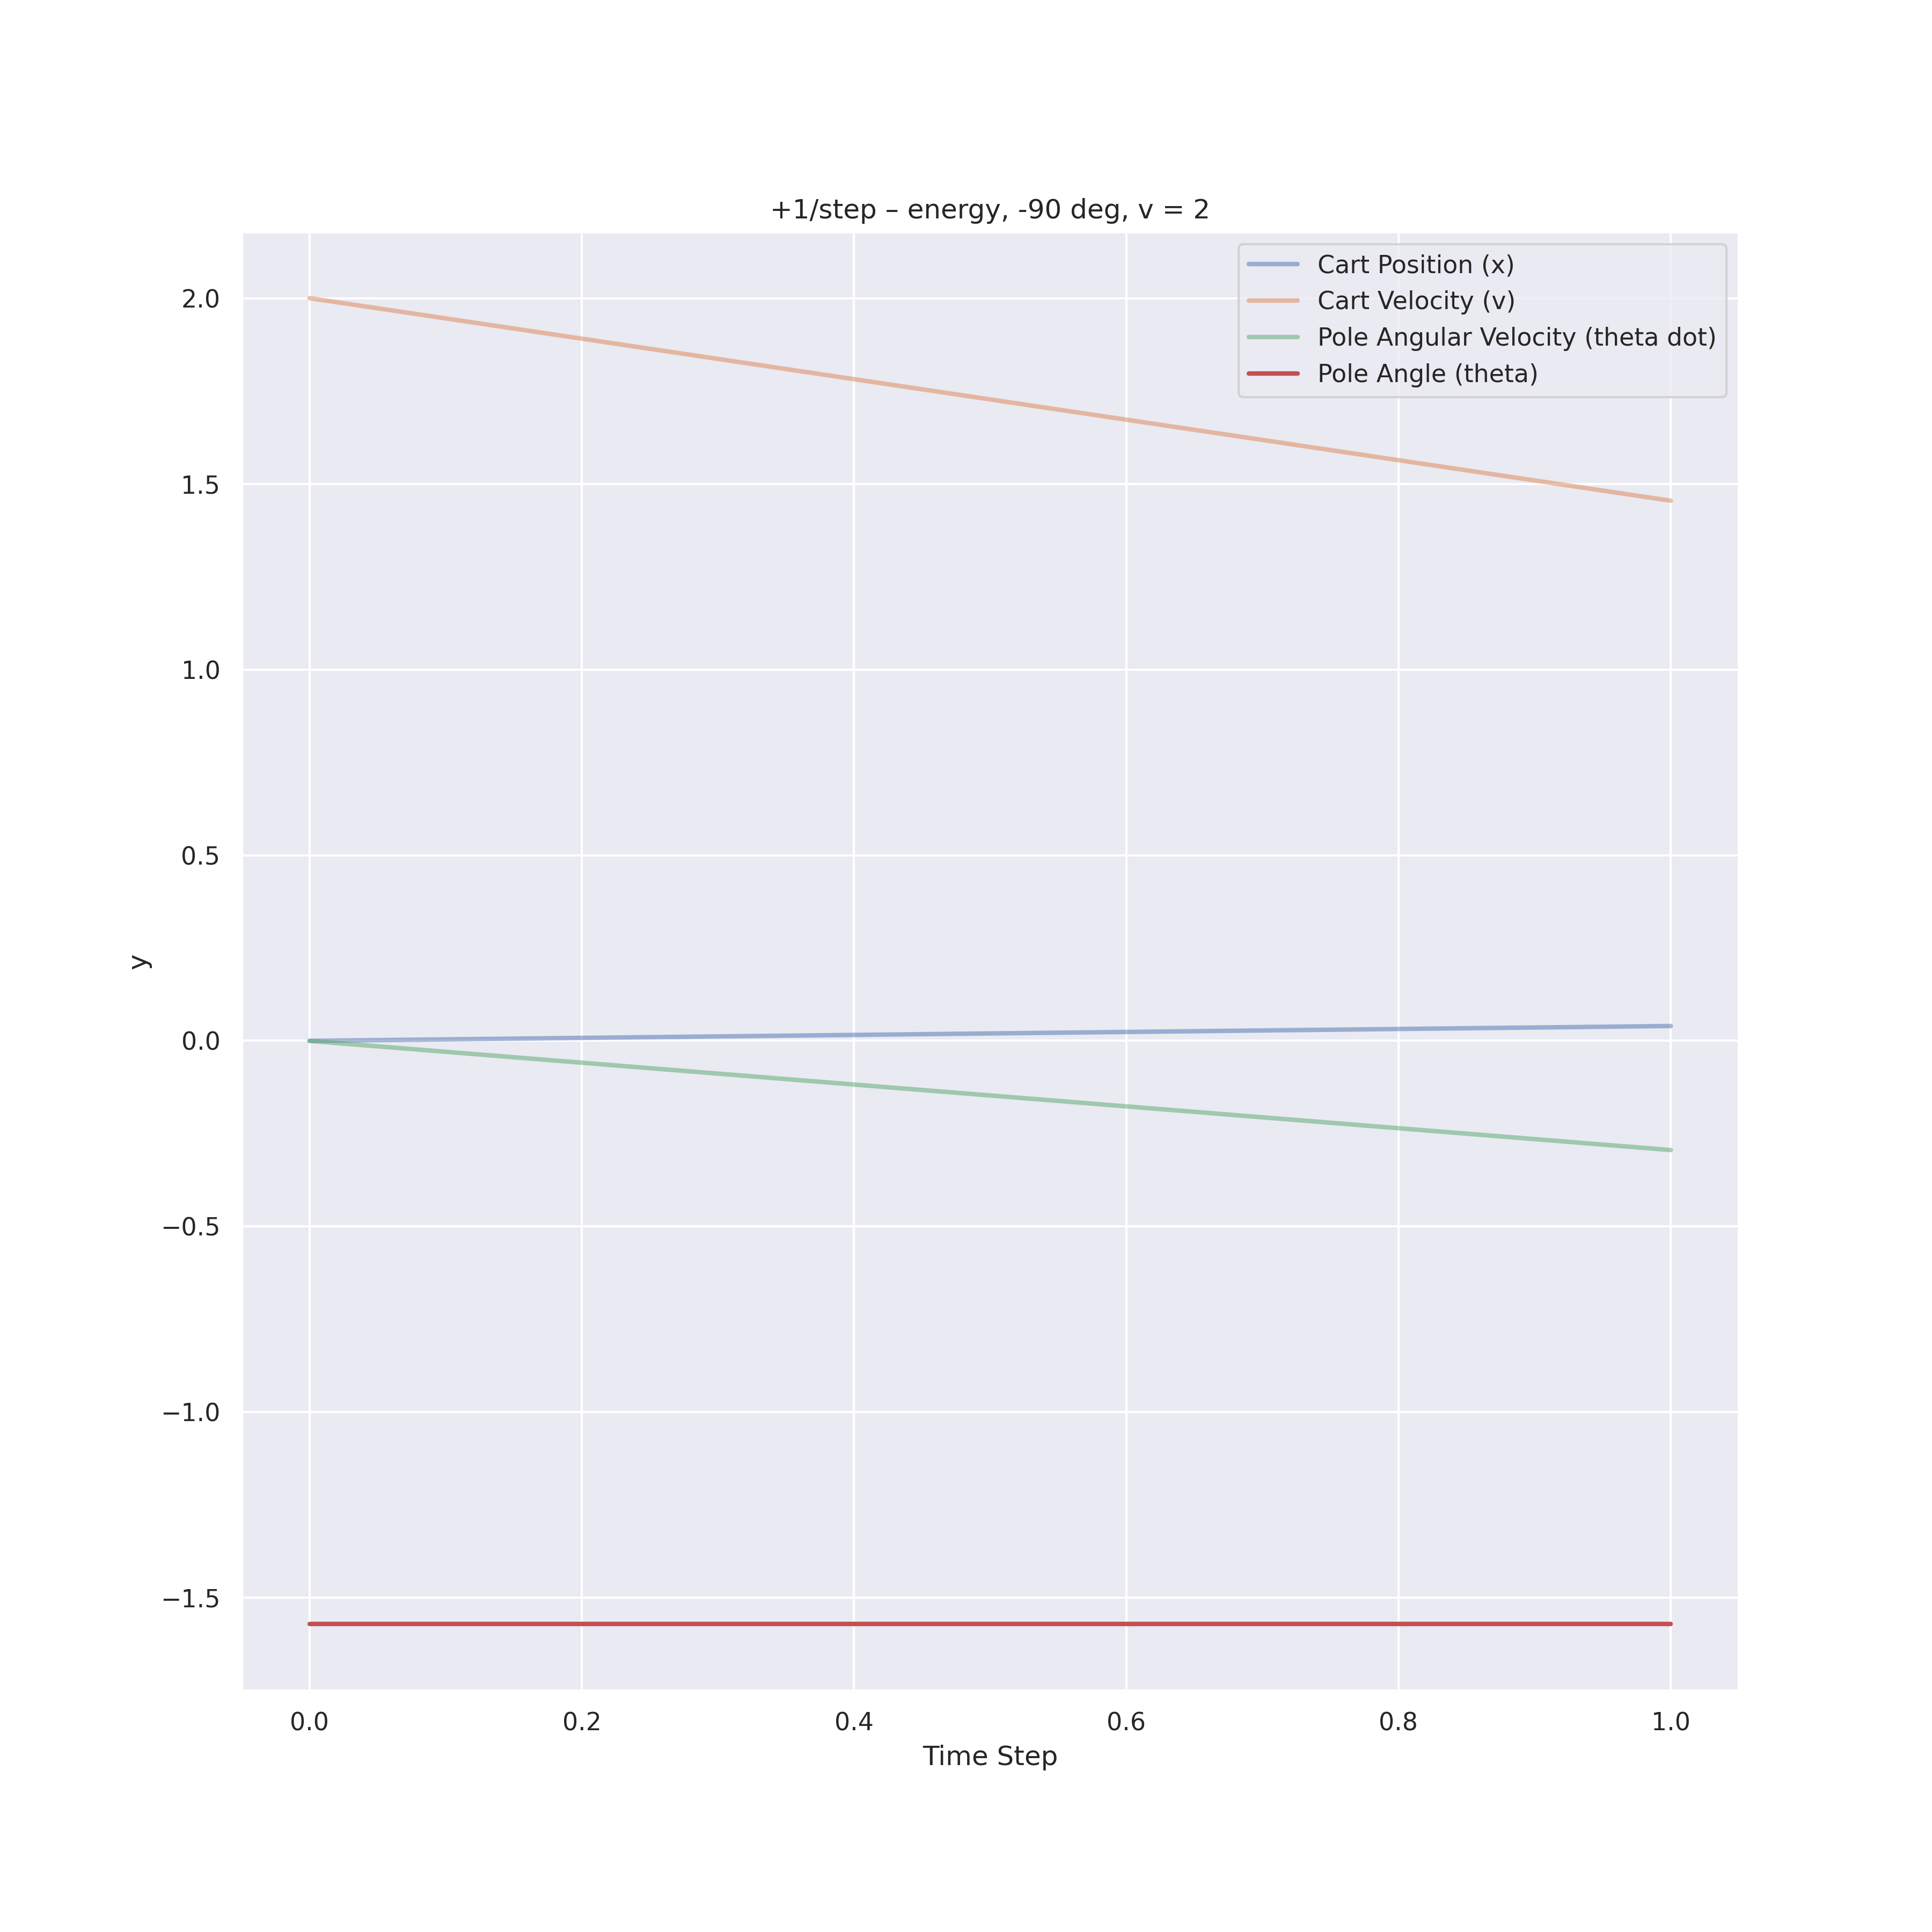 +1/step – energy, -90 deg, v = 2
Cart Position (x)
Cart Velocity (v)
Pole Angular Velocity (theta dot)
Pole Angle (theta)
2.0
1.5
1.0
0.5
0.0
−0.5
−1.0
−1.5
y
0.0 0.2 0.4 0.6 0.8 1.0
Time Step